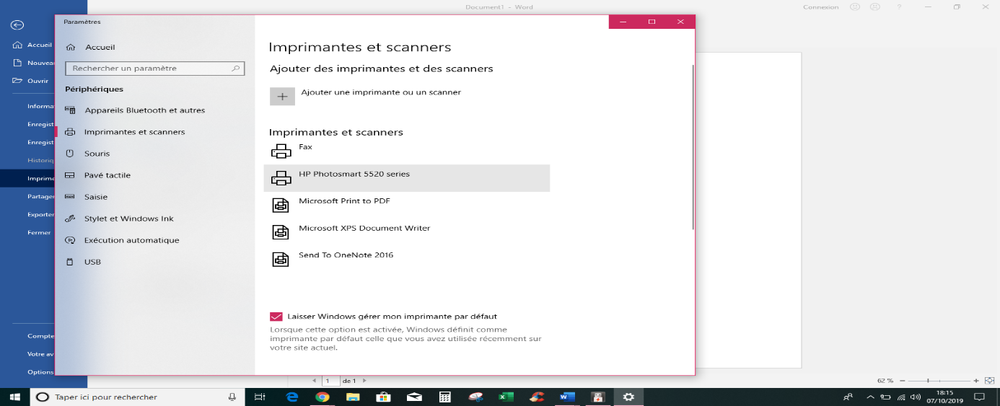 Document1 - Word
Connexion
?
Accueil
Nouveau
Ouvrir
Informa
Enregist
Enregist
Historiq
Imprime
Partager
Exporter
Fermer
Compte
Votre av
Options
Paramètres
Accueil
Rechercher un paramètre
Périphériques
Appareils Bluetooth et autres
Imprimantes et scanners
Souris
Pavé tactile
Saisie
Stylet et Windows Ink
Exécution automatique
USB
Imprimantes et scanners
Ajouter des imprimantes et des scanners
Ajouter une imprimante ou un scanner
Imprimantes et scanners
Fax
HP Photosmart 5520 series
Microsoft Print to PDF
Microsoft XPS Document Writer
Send To OneNote 2016
Laisser Windows gérer mon imprimante par défaut
Lorsque cette option est activée, Windows définit comme
imprimante par défaut celle que vous avez utilisée récemment sur
votre site actuel.
1 de 1
62 %
Taper ici pour rechercher
18:15
07/10/2019